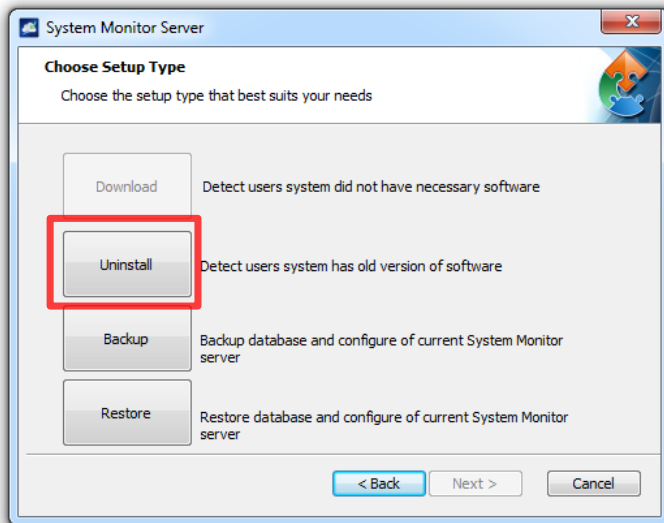 System Monitor Server
Choose Setup Type
Choose the setup type that best suits your needs
Download
Detect users system did not have necessary software
Uninstall
Detect users system has old version of software
Backup
Backup database and configure of current System Monitor
server
Restore
Restore database and configure of current System Monitor
server
< Back
Next >
Cancel